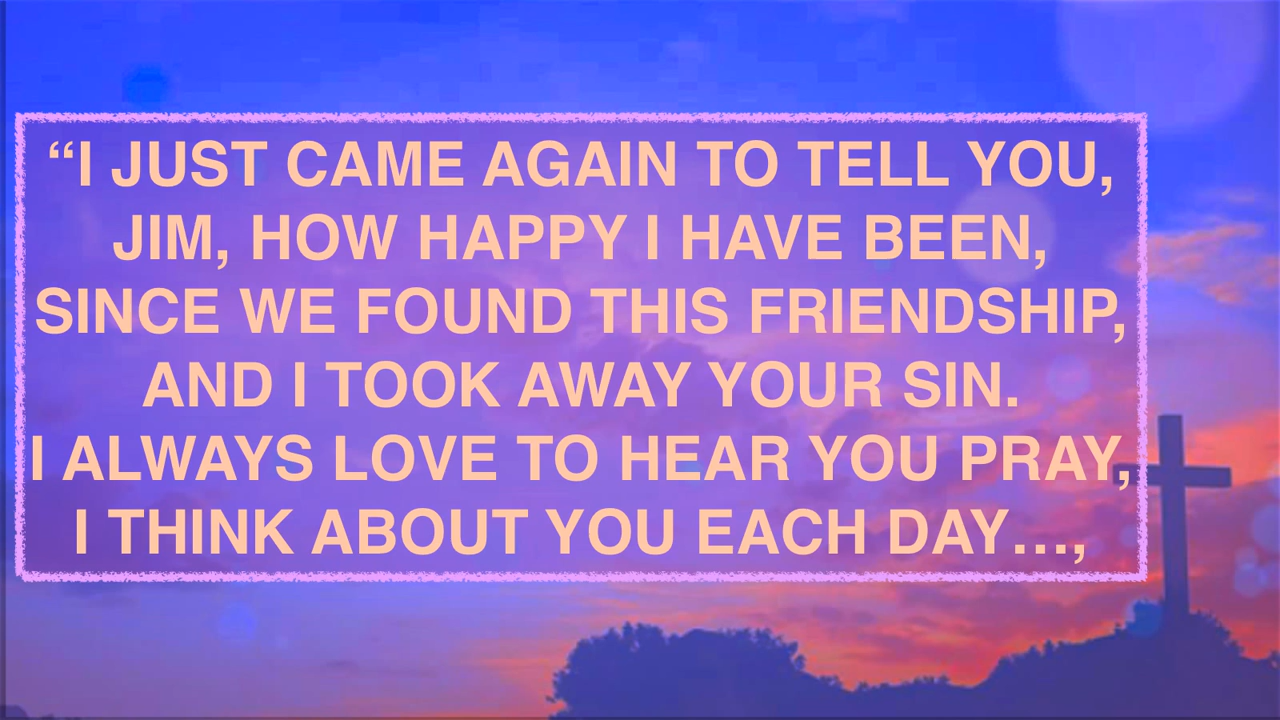 “I JUST CAME AGAIN TO TELL YOU,
JIM, HOW HAPPY I HAVE BEEN,
SINCE WE FOUND THIS FRIENDSHIP,
AND I TOOK AWAY YOUR SIN.
I ALWAYS LOVE TO HEAR YOU PRAY,
I THINK ABOUT YOU EACH DAY…,